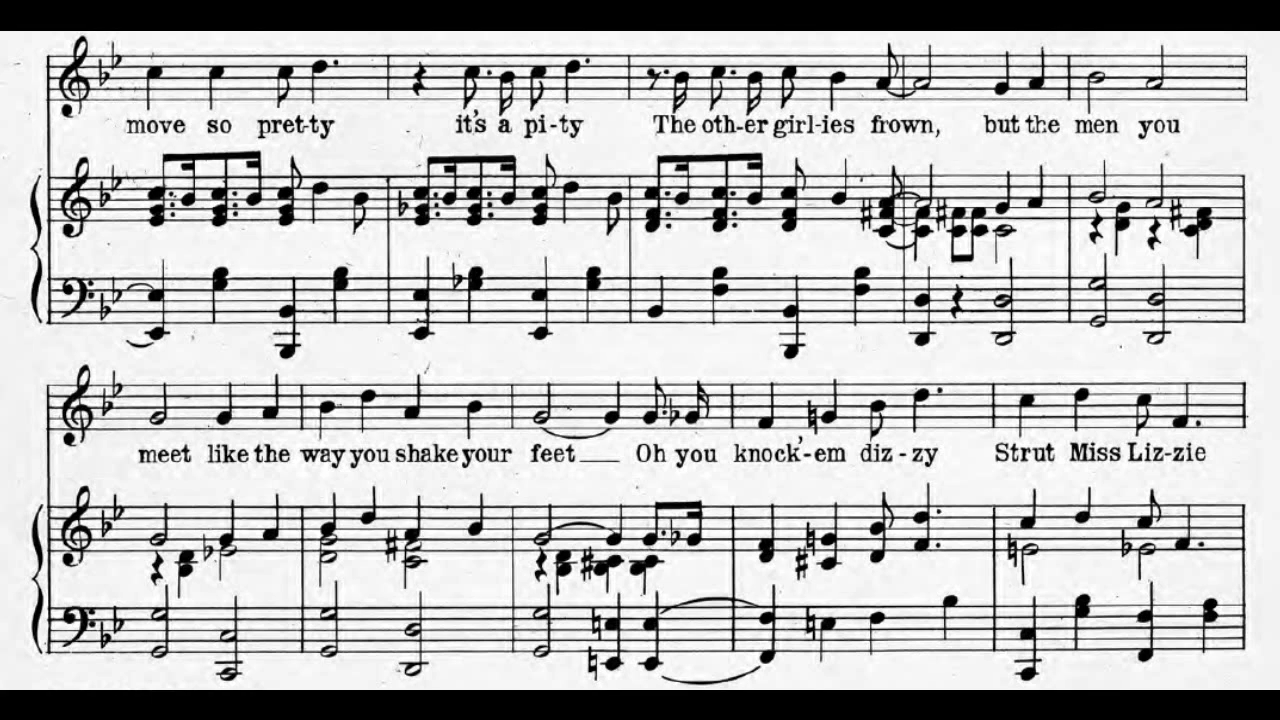 move so pret-ty it's a pi-ty The oth-er girl-ies frown, but the men you
meet like the way you shake your feet Oh you knock'-em diz-zy Strut Miss Liz-zie